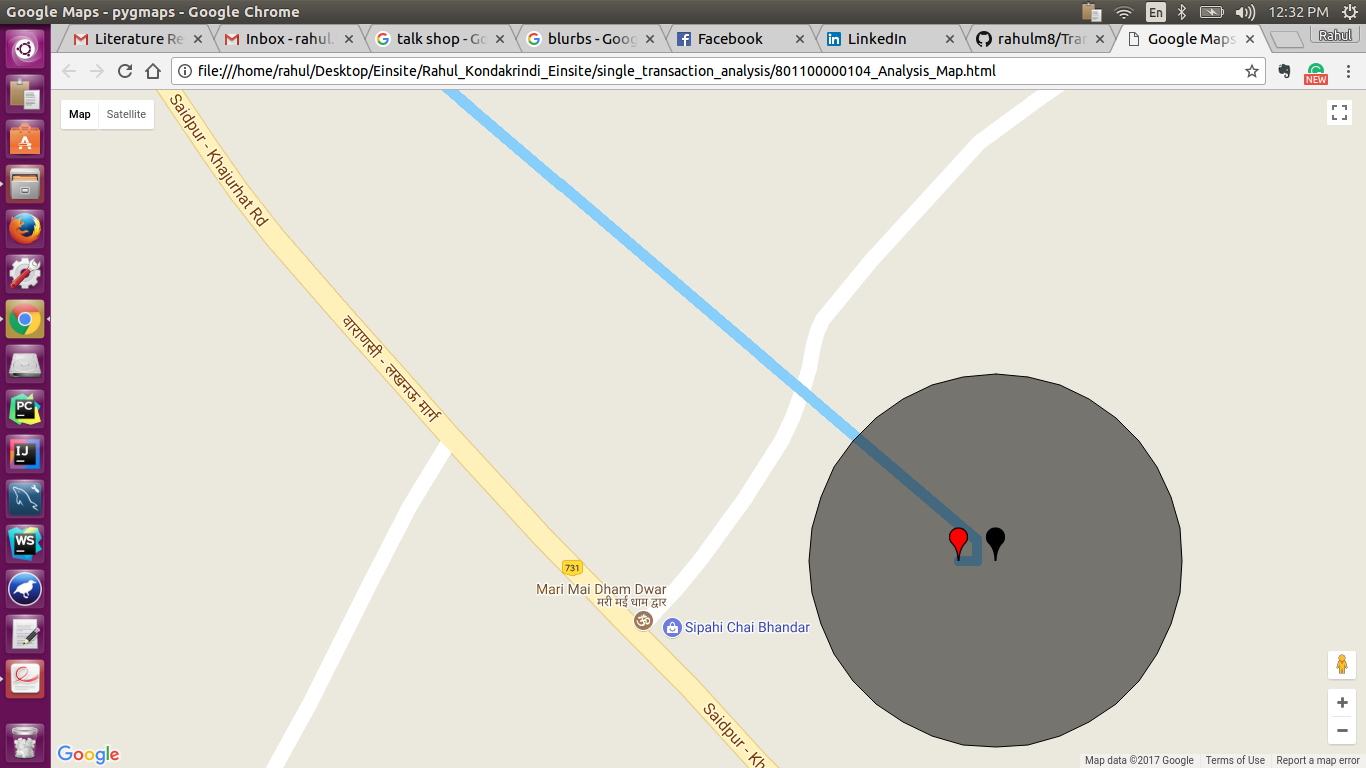 Google Maps - pygmaps - Google Chrome
En
12:32 PM
Literature Re
Inbox - rahul.
talk shop - Go
blurbs - Goog
Facebook
LinkedIn
rahulm8/Tran
Google Maps
Rahul
file:///home/rahul/Desktop/Einsite/Rahul_Kondakrindi_Einsite/single_transaction_analysis/801100000104_Analysis_Map.html
NEW
Map
Satellite
Saidpur - Khajurhat Rd
वाराणसी - लखनऊ मार्ग
PC
IJ
WS
731
Mari Mai Dham Dwar
मरी मई धाम द्वार
ॐ
Sipahi Chai Bhandar
Saidpur - Kh
+
−
Google
Map data ©2017 Google
Terms of Use
Report a map error